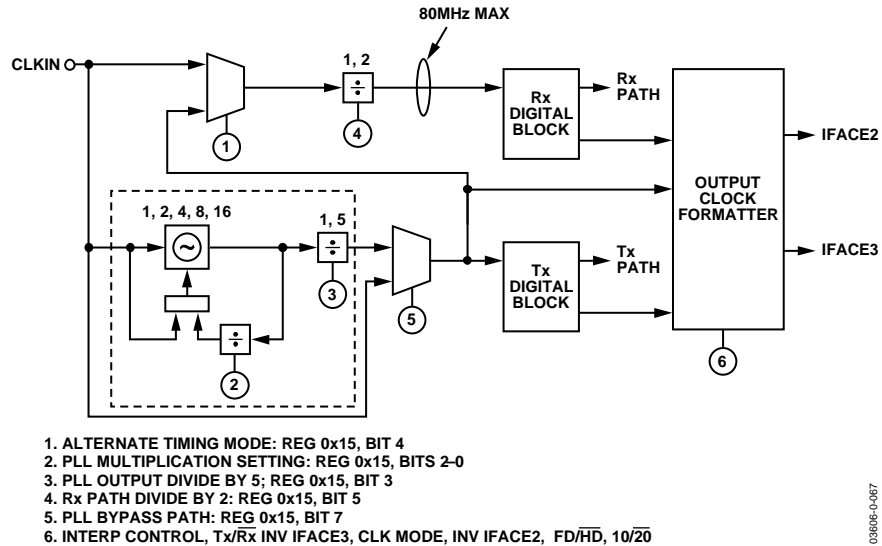 80MHz MAX
CLKIN
1, 2
÷
1
4
Rx
DIGITAL
BLOCK
Rx
PATH
OUTPUT
CLOCK
FORMATTER
IFACE2
IFACE3
1, 2, 4, 8, 16
~
÷
2
1, 5
÷
3
5
Tx
DIGITAL
BLOCK
Tx
PATH
6
1. ALTERNATE TIMING MODE: REG 0x15, BIT 4
2. PLL MULTIPLICATION SETTING: REG 0x15, BITS 2–0
3. PLL OUTPUT DIVIDE BY 5; REG 0x15, BIT 3
4. Rx PATH DIVIDE BY 2: REG 0x15, BIT 5
5. PLL BYPASS PATH: REG 0x15, BIT 7
6. INTERP CONTROL, Tx/R̅x̅ INV IFACE3, CLK MODE, INV IFACE2, FD/H̅D̅, 10/2̅0̅
03606-0-067